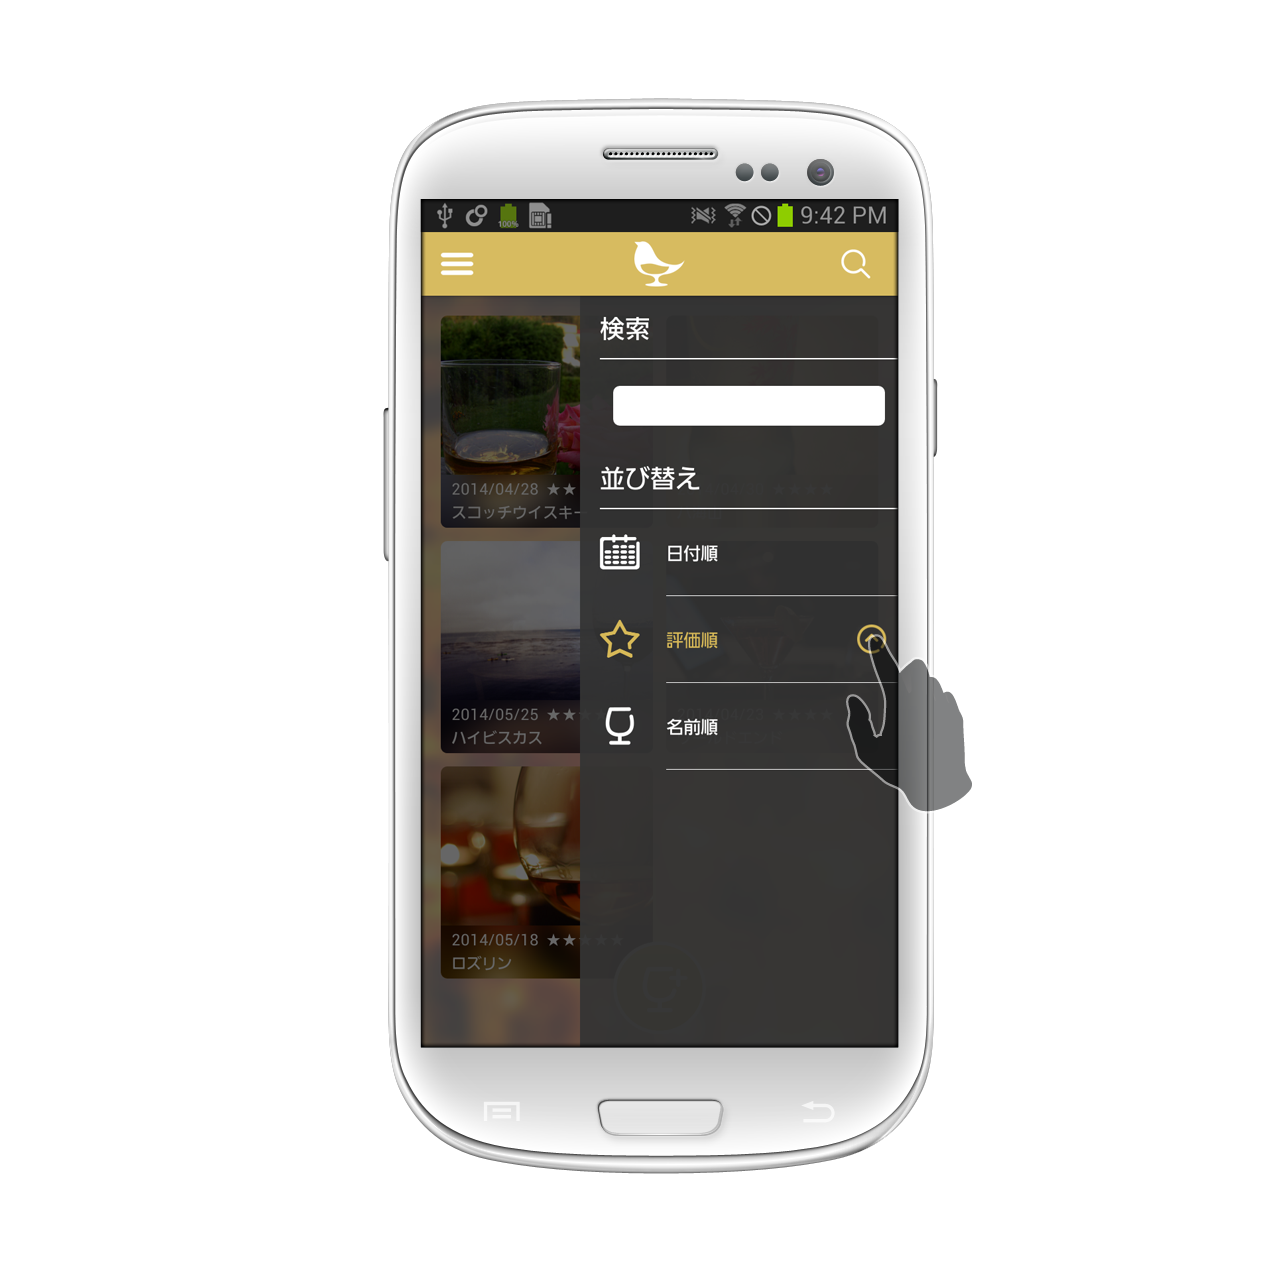 100%
9:42 PM
検索
並び替え
2014/04/28 ★★
スコッチウイスキー
日付順
評価順
2014/05/25 ★★
ハイビスカス
名前順
2014/05/18 ★★★★★
ロズリン